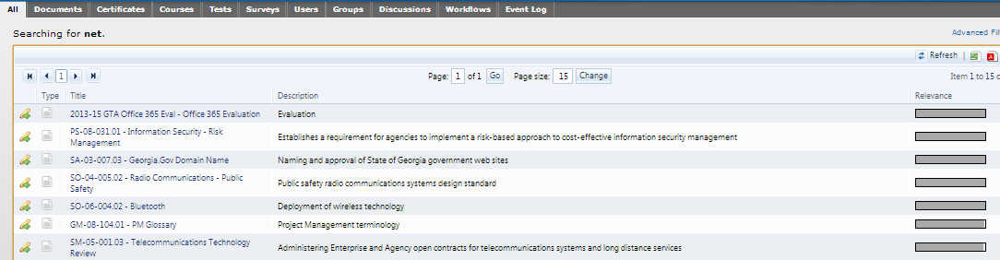 All Documents Certificates Courses Tests Surveys Users Groups Discussions Workflows Event Log
Searching for net.
Advanced Fil
Refresh |
1 Page: 1 of 1 Go Page size: 15 Change Item 1 to 15 o
Type Title Description Relevance
2013-15 GTA Office 365 Eval - Office 365 Evaluation Evaluation
PS-08-031.01 - Information Security - Risk
Management
Establishes a requirement for agencies to implement a risk-based approach to cost-effective information security management
SA-03-007.03 - Georgia.Gov Domain Name Naming and approval of State of Georgia government web sites
SO-04-005.02 - Radio Communications - Public
Safety
Public safety radio communications systems design standard
SO-06-004.02 - Bluetooth Deployment of wireless technology
GM-08-104.01 - PM Glossary Project Management terminology
SM-05-001.03 - Telecommunications Technology
Review
Administering Enterprise and Agency open contracts for telecommunications systems and long distance services